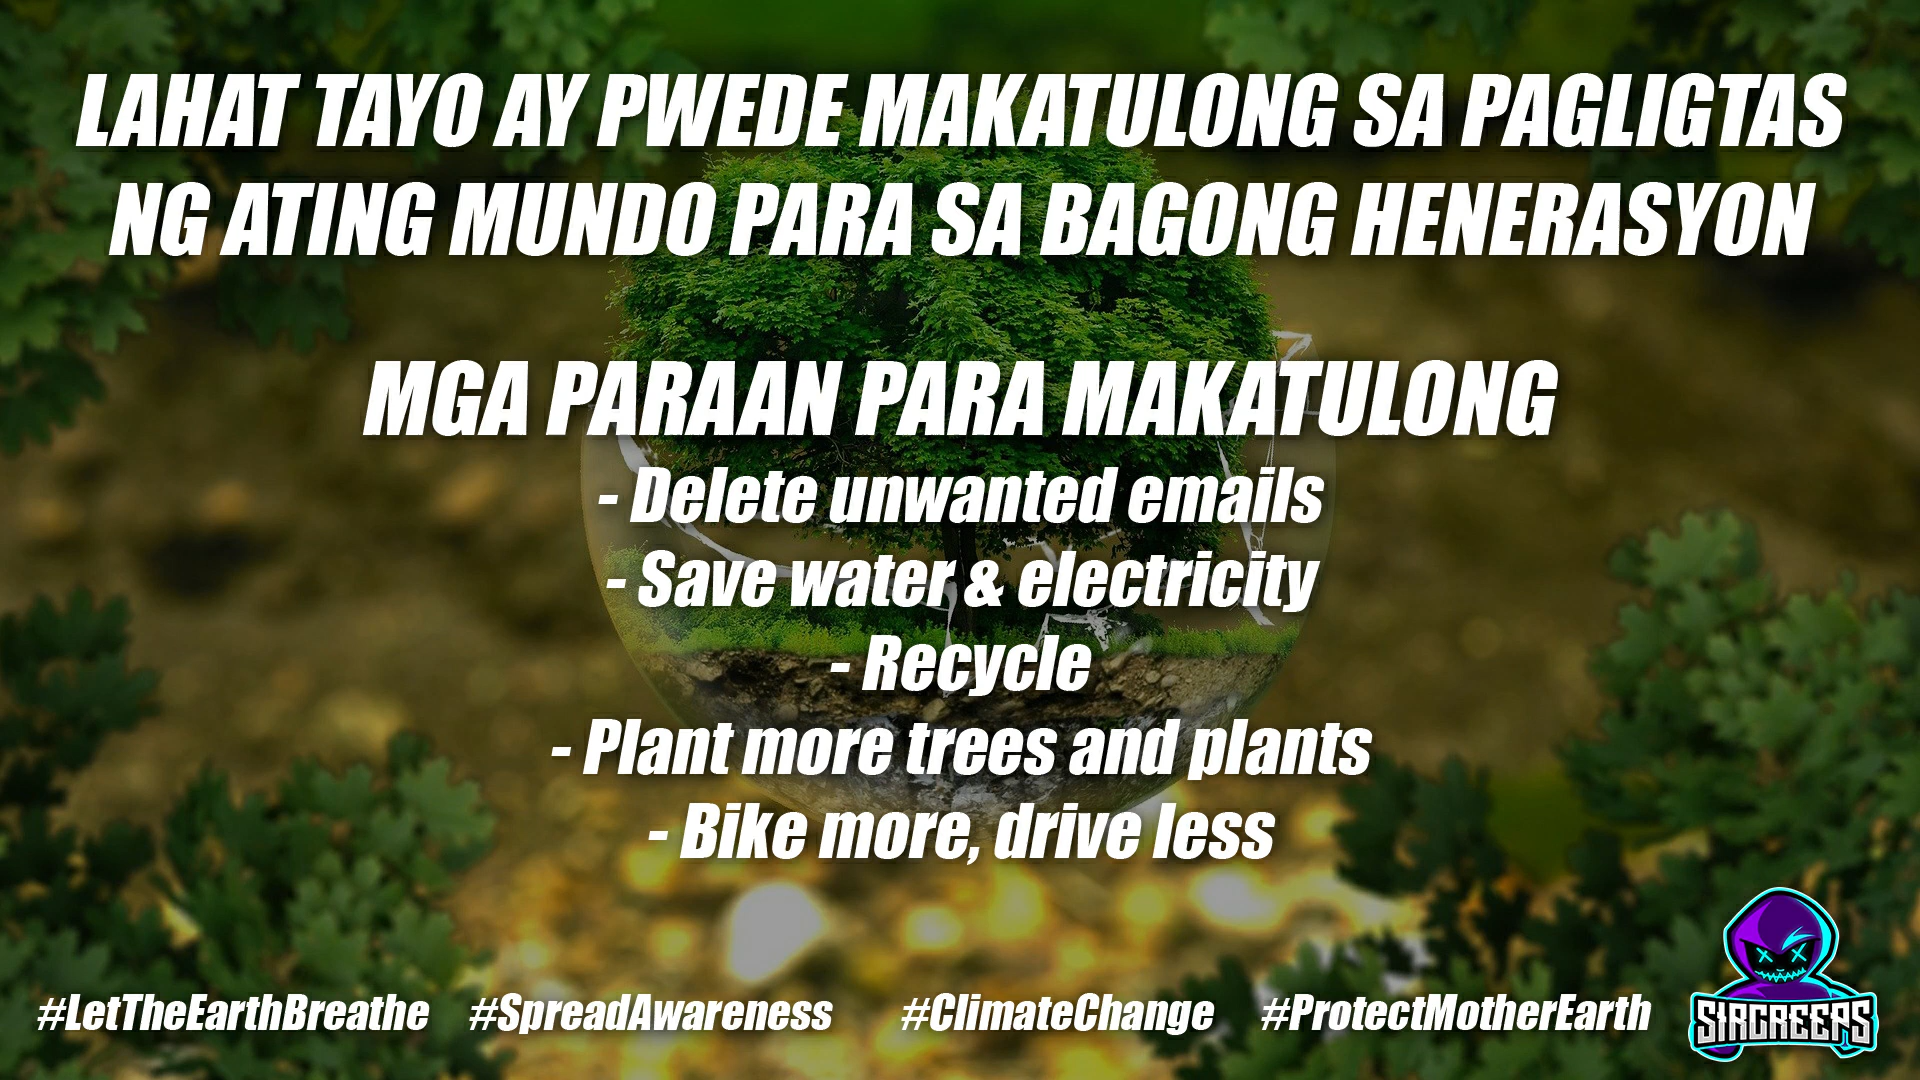 LAHAT TAYO AY PWEDE MAKATULONG SA PAGLIGTAS
NG ATING MUNDO PARA SA BAGONG HENERASYON
MGA PARAAN PARA MAKATULONG
- Delete unwanted emails
- Save water & electricity
- Recycle
- Plant more trees and plants
- Bike more, drive less
#LetTheEarthBreathe #SpreadAwareness #ClimateChange #ProtectMotherEarth
SIRCREEPS